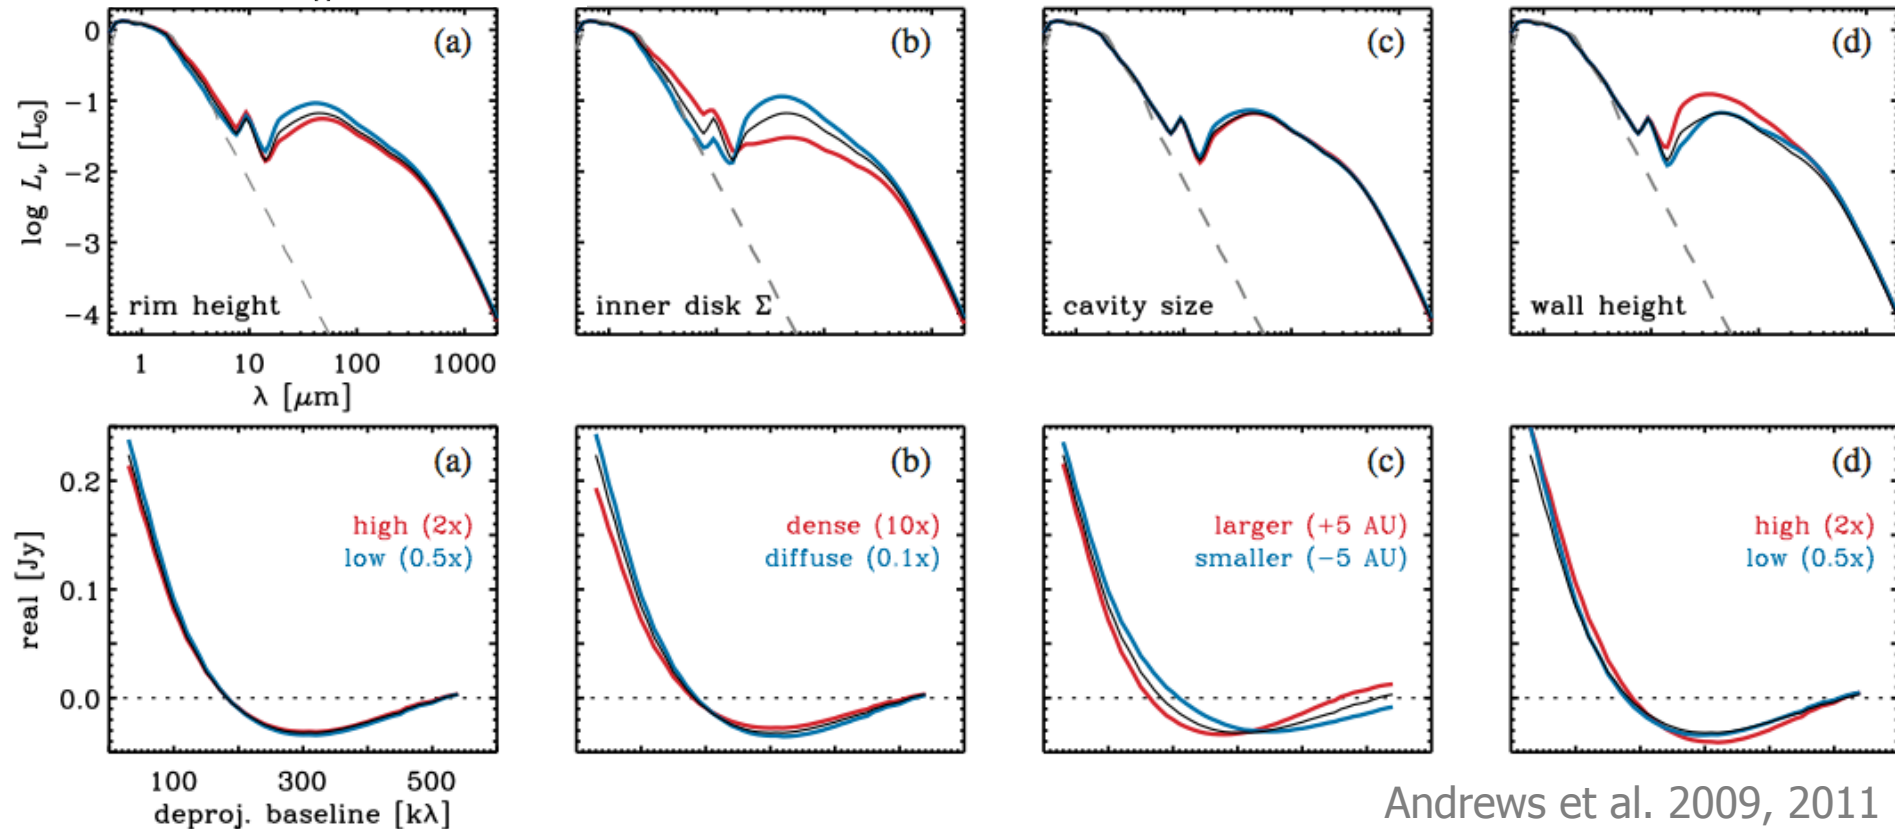 (a)
(b)
(c)
(d)
log Lν [L⊙]
0
−1
−2
−3
−4
rim height
inner disk Σ
cavity size
wall height
1 10 100 1000
λ [μm]
(a)
(b)
(c)
(d)
real [Jy]
0.2
0.1
0.0
high (2x)
low (0.5x)
dense (10x)
diffuse (0.1x)
larger (+5 AU)
smaller (−5 AU)
high (2x)
low (0.5x)
100 300 500
deproj. baseline [kλ]
Andrews et al. 2009, 2011